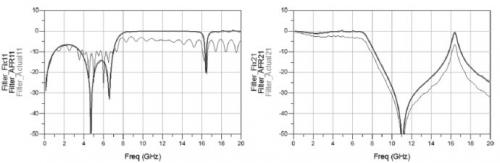 10
0
-10
-20
-30
-40
-50
Filter_Fix11
Filter_AFR11
Filter_Actual11
0 2 4 6 8 10 12 14 16 18 20
Freq (GHz)
10
0
-10
-20
-30
-40
-50
Filter_Fix21
Filter_AFR21
Filter_Actual21
0 2 4 6 8 10 12 14 16 18 20
Freq (GHz)